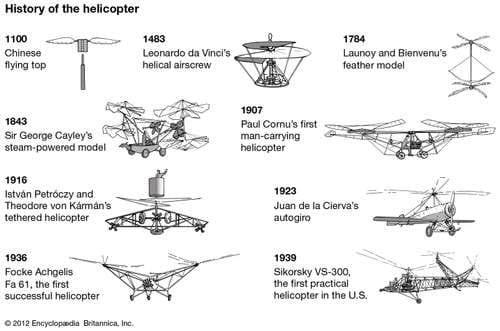 History of the helicopter
1100
Chinese
flying top
1483
Leonardo da Vinci's
helical airscrew
1784
Launoy and Bienvenu's
feather model
1843
Sir George Cayley's
steam-powered model
1907
Paul Cornu's first
man-carrying
helicopter
1916
István Petróczy and
Theodore von Kármán's
tethered helicopter
1923
Juan de la Cierva's
autogiro
1936
Focke Achgelis
Fa 61, the first
successful helicopter
1939
Sikorsky VS-300,
the first practical
helicopter in the U.S.
© 2012 Encyclopædia Britannica, Inc.